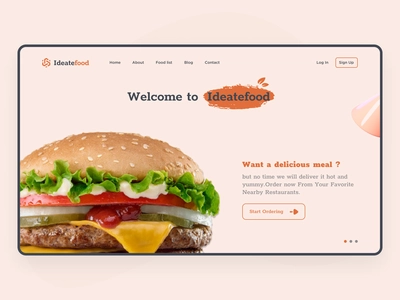 Ideatefood Home About Food list Blog Contact Log in Sign Up
Welcome to Ideatefood
Want a delicious meal ?
but no time we will deliver it hot and
yummy.Order now From Your Favorite
Nearby Restaurants.
Start Ordering